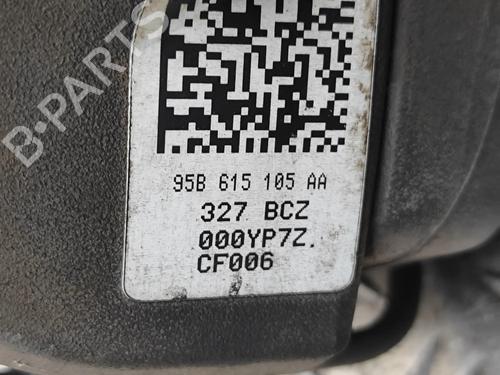 B-PARTS
95B 615 105 AA
327 BCZ
000YP7Z.
CF006